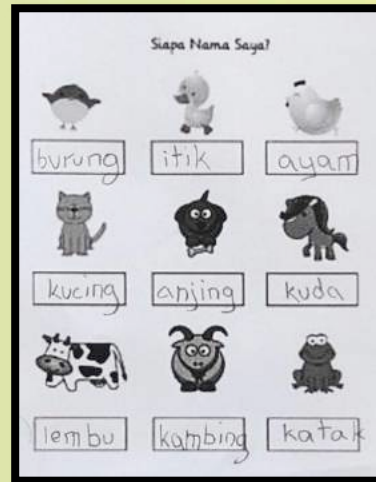 Siapa Nama Saya?
burung itik ayam
kucing anjing kuda
lembu kambing katak